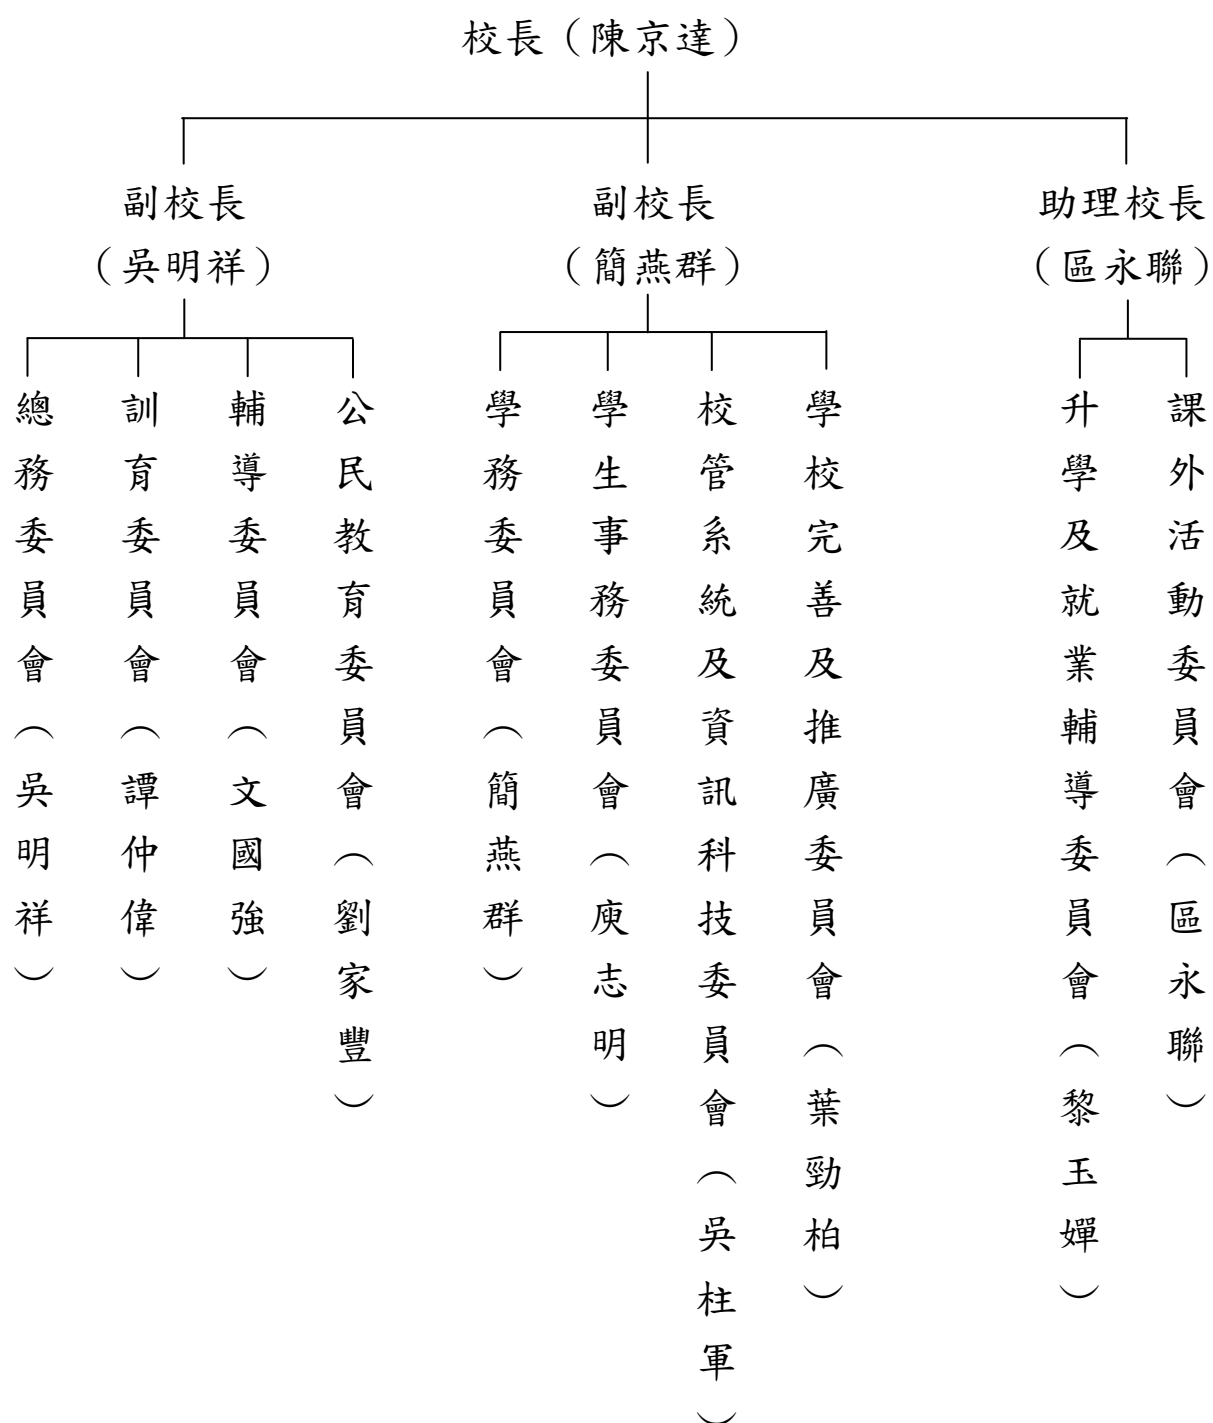 校長（陳京達）
副校長
（吳明祥）
副校長
（簡燕群）
助理校長
（區永聯）
總務委員會（吳明祥）
訓育委員會（譚仲偉）
輔導委員會（文國強）
公民教育委員會（劉家豐）
學務委員會（簡燕群）
學生事務委員會（庾志明）
校管系統及資訊科技委員會（吳柱軍）
學校完善及推廣委員會（葉勁柏）
升學及就業輔導委員會（黎玉嬋）
課外活動委員會（區永聯）